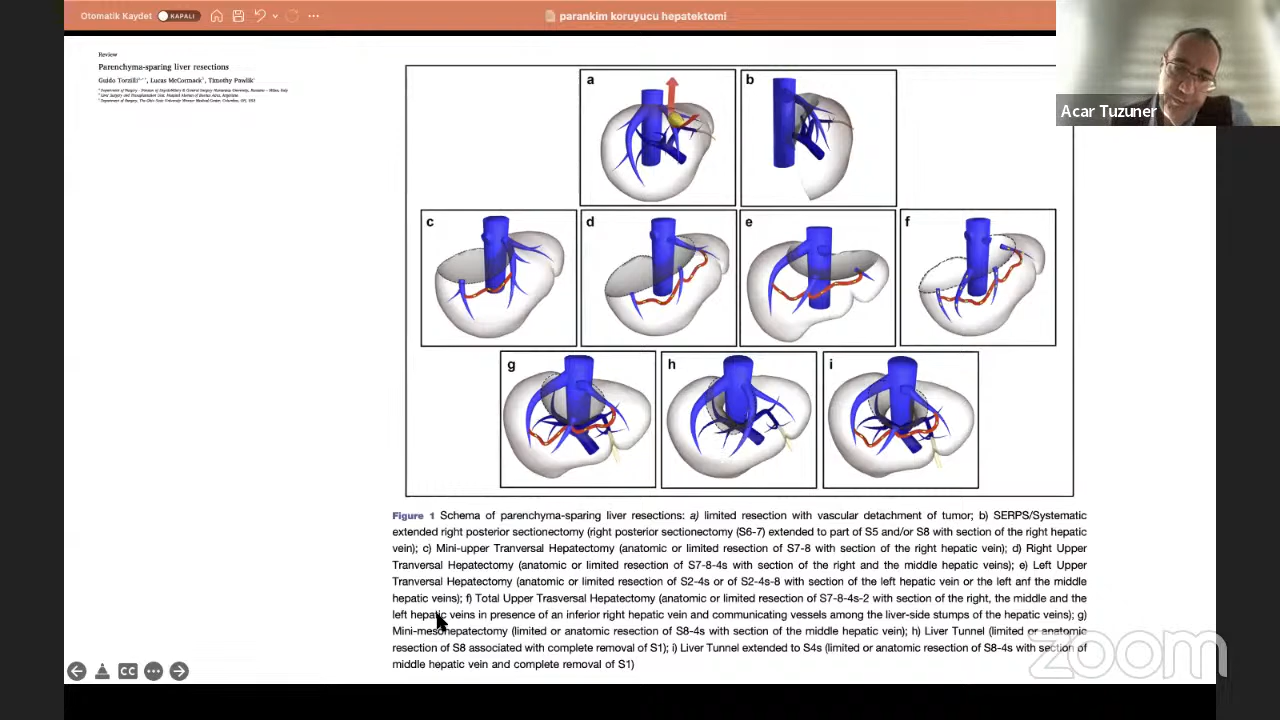 Otomatik Kaydet KAPALI
parankim koruyucu hepatektomi
Acar Tuzuner
Review
Parenchyma-sparing liver resections
Guido Torzilli, Lucas McCormack, Timothy Pawlik
a
b
c
d
e
f
g
h
i
Figure 1 Schema of parenchyma-sparing liver resections: a) limited resection with vascular detachment of tumor; b) SERPS/Systematic
extended right posterior sectionectomy (right posterior sectionectomy (S6-7) extended to part of S5 and/or S8 with section of the right hepatic
vein); c) Mini-upper Tranversal Hepatectomy (anatomic or limited resection of S7-8 with section of the right hepatic vein); d) Right Upper
Tranversal Hepatectomy (anatomic or limited resection of S7-8-4s with section of the right and the middle hepatic veins); e) Left Upper
Tranversal Hepatectomy (anatomic or limited resection of S2-4s or of S2-4s-8 with section of the left hepatic vein or the left anf the middle
hepatic veins); f) Total Upper Trasversal Hepatectomy (anatomic or limited resection of S7-8-4s-2 with section of the right, the middle and the
left hepatic veins in presence of an inferior right hepatic vein and communicating vessels among the liver-side stumps of the hepatic veins); g)
Mini-mesohepatectomy (limited or anatomic resection of S8-4s with section of the middle hepatic vein); h) Liver Tunnel (limited or anatomic
resection of S8 associated with complete removal of S1); i) Liver Tunnel extended to S4s (limited or anatomic resection of S8-4s with section of
middle hepatic vein and complete removal of S1)
CC
zoom